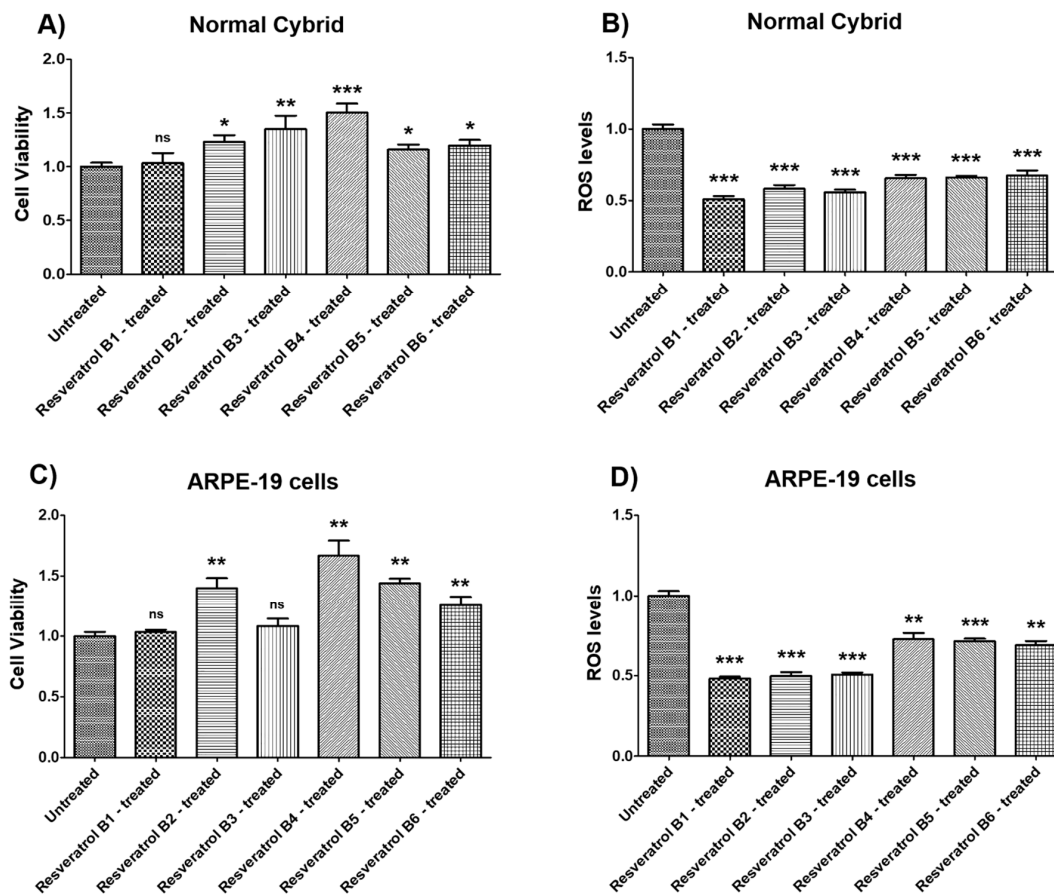 A)
Normal Cybrid
Cell Viability
2.0
1.5
1.0
0.5
0.0
ns
*
**
***
*
*
Untreated
Resveratrol B1 - treated
Resveratrol B2 - treated
Resveratrol B3 - treated
Resveratrol B4 - treated
Resveratrol B5 - treated
Resveratrol B6 - treated
B)
Normal Cybrid
ROS levels
1.5
1.0
0.5
0.0
***
***
***
***
***
***
Untreated
Resveratrol B1 - treated
Resveratrol B2 - treated
Resveratrol B3 - treated
Resveratrol B4 - treated
Resveratrol B5 - treated
Resveratrol B6 - treated
C)
ARPE-19 cells
Cell Viability
2.0
1.5
1.0
0.5
0.0
ns
**
ns
**
**
**
Untreated
Resveratrol B1 - treated
Resveratrol B2 - treated
Resveratrol B3 - treated
Resveratrol B4 - treated
Resveratrol B5 - treated
Resveratrol B6 - treated
D)
ARPE-19 cells
ROS levels
1.5
1.0
0.5
0.0
***
***
***
**
***
**
Untreated
Resveratrol B1 - treated
Resveratrol B2 - treated
Resveratrol B3 - treated
Resveratrol B4 - treated
Resveratrol B5 - treated
Resveratrol B6 - treated